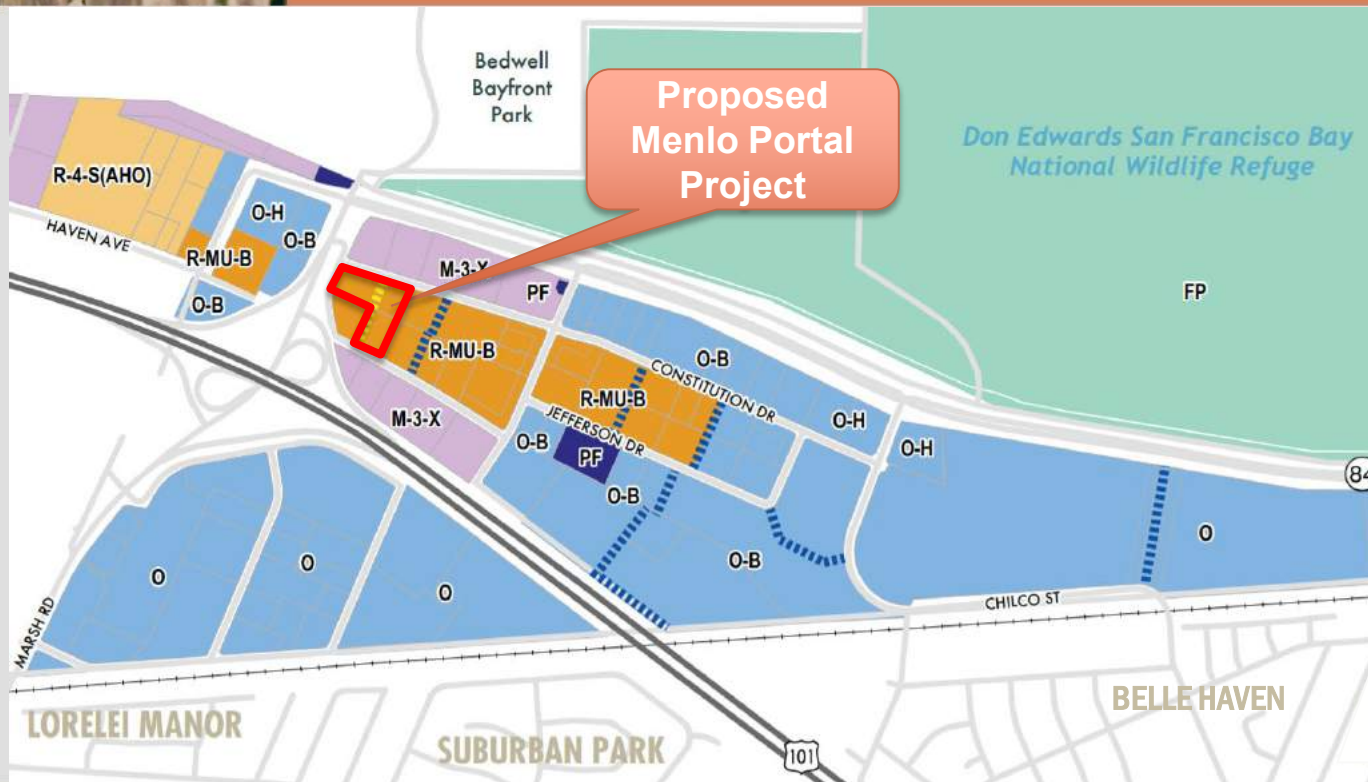 Bedwell
Bayfront
Park
Proposed
Menlo Portal
Project
Don Edwards San Francisco Bay
National Wildlife Refuge
R-4-S(AHO)
O-H
O-B
HAVEN AVE
R-MU-B
O-B
M-3-X
PF
FP
R-MU-B
O-B
CONSTITUTION DR
R-MU-B
JEFFERSON DR
M-3-X
O-B
PF
O-H
O-H
O-B
84
O
O-B
O
O
O
MARSH RD
CHILCO ST
LORELEI MANOR
SUBURBAN PARK
BELLE HAVEN
101